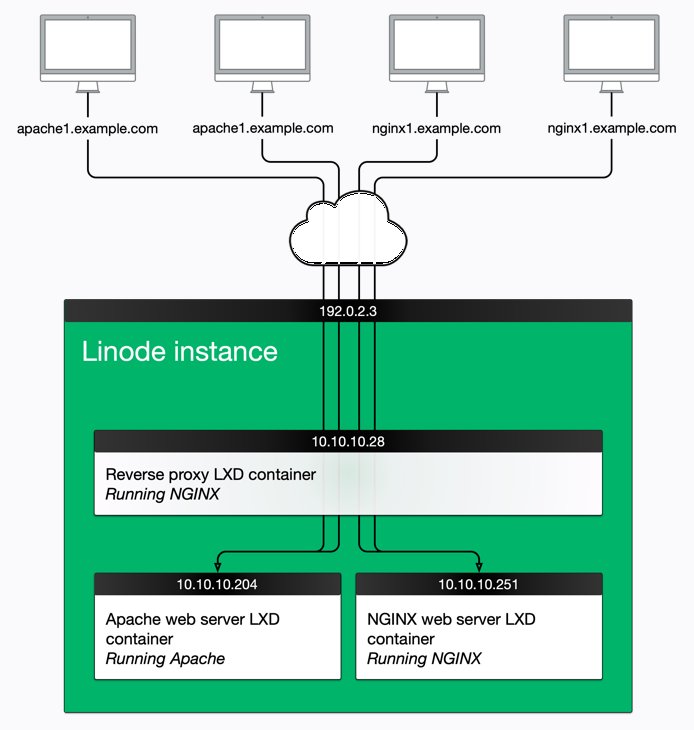 apache1.example.com
apache1.example.com
nginx1.example.com
nginx1.example.com
192.0.2.3
Linode instance
10.10.10.28
Reverse proxy LXD container
Running NGINX
10.10.10.204
Apache web server LXD
container
Running Apache
10.10.10.251
NGINX web server LXD
container
Running NGINX